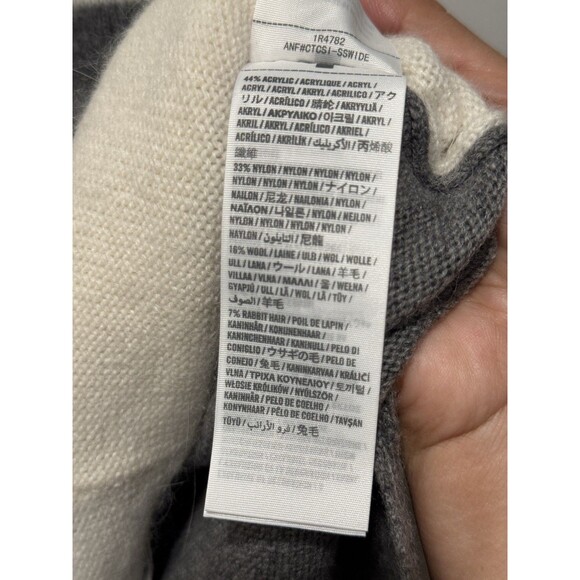 1R4782
ANF#CTCSI-SSWIDE
44% ACRYLIC / ACRYLIQUE / ACRYL /
ACRYL / ACRYL / AKRYL / ACRILICO / アク
リル / ACRÍLICO / 腈纶 / AKRYYLIÄ /
AKRYL / ΑΚΡΥΛΙΚΟ / 아크릴 / AKRYL /
AKRIL / AKRYL / ACRÍLICO / AKRIEL /
ACRÍLICO / AKRİLİK / الأكريليك / 丙烯酸
纖維
33% NYLON / NYLON / NYLON / NYLON /
NYLON / NYLON / NYLON / ナイロン /
NAILON / 尼龙 / NAILONIA / NYLON /
ΝΑΪΛΟΝ / 나일론 / NYLON / NEJLON /
NYLON / NYLON / NYLON / NYLON /
NAYLON / النايلون / 尼龍
16% WOOL / LAINE / ULD / WOL / WOLLE /
ULL / LANA / ウール / LANA / 羊毛 /
VILLAA / VLNA / ΜΑΛΛΙ / 울 / WEŁNA /
GYAPJÚ / ULL / LÃ / WOL / LÃ / TÜY /
الصوف / 羊毛
7% RABBIT HAIR / POIL DE LAPIN /
KANINHÅR / KONIJNENHAAR /
KANINCHENHAAR / KANINULL / PELO DI
CONIGLIO / ウサギの毛 / PELO DE
CONEJO / 兔毛 / KANINKARVAA / KRÁLIČÍ
VLNA / ΤΡΙΧΑ ΚΟΥΝΕΛΙΟΥ / 토끼털 /
WŁOSIE KRÓLIKÓW / NYÚLSZŐR /
KANINHÅR / PELO DE COELHO /
KONYNHAAR / PÊLO DE COELHO / TAVŞAN
TÜYÜ / فرو الأرانب / 兔毛